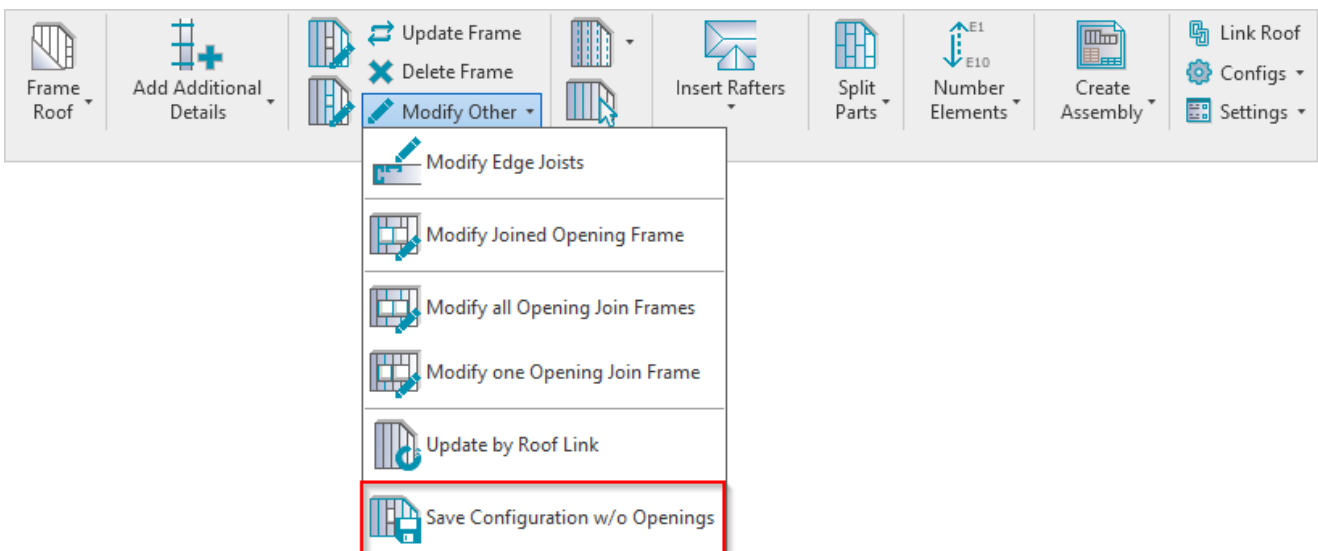 Frame
Roof
Add Additional
Details
Update Frame
Delete Frame
Modify Other
Insert Rafters
Split
Parts
E1
E10
Number
Elements
Create
Assembly
Link Roof
Configs
Settings
Modify Edge Joists
Modify Joined Opening Frame
Modify all Opening Join Frames
Modify one Opening Join Frame
Update by Roof Link
Save Configuration w/o Openings